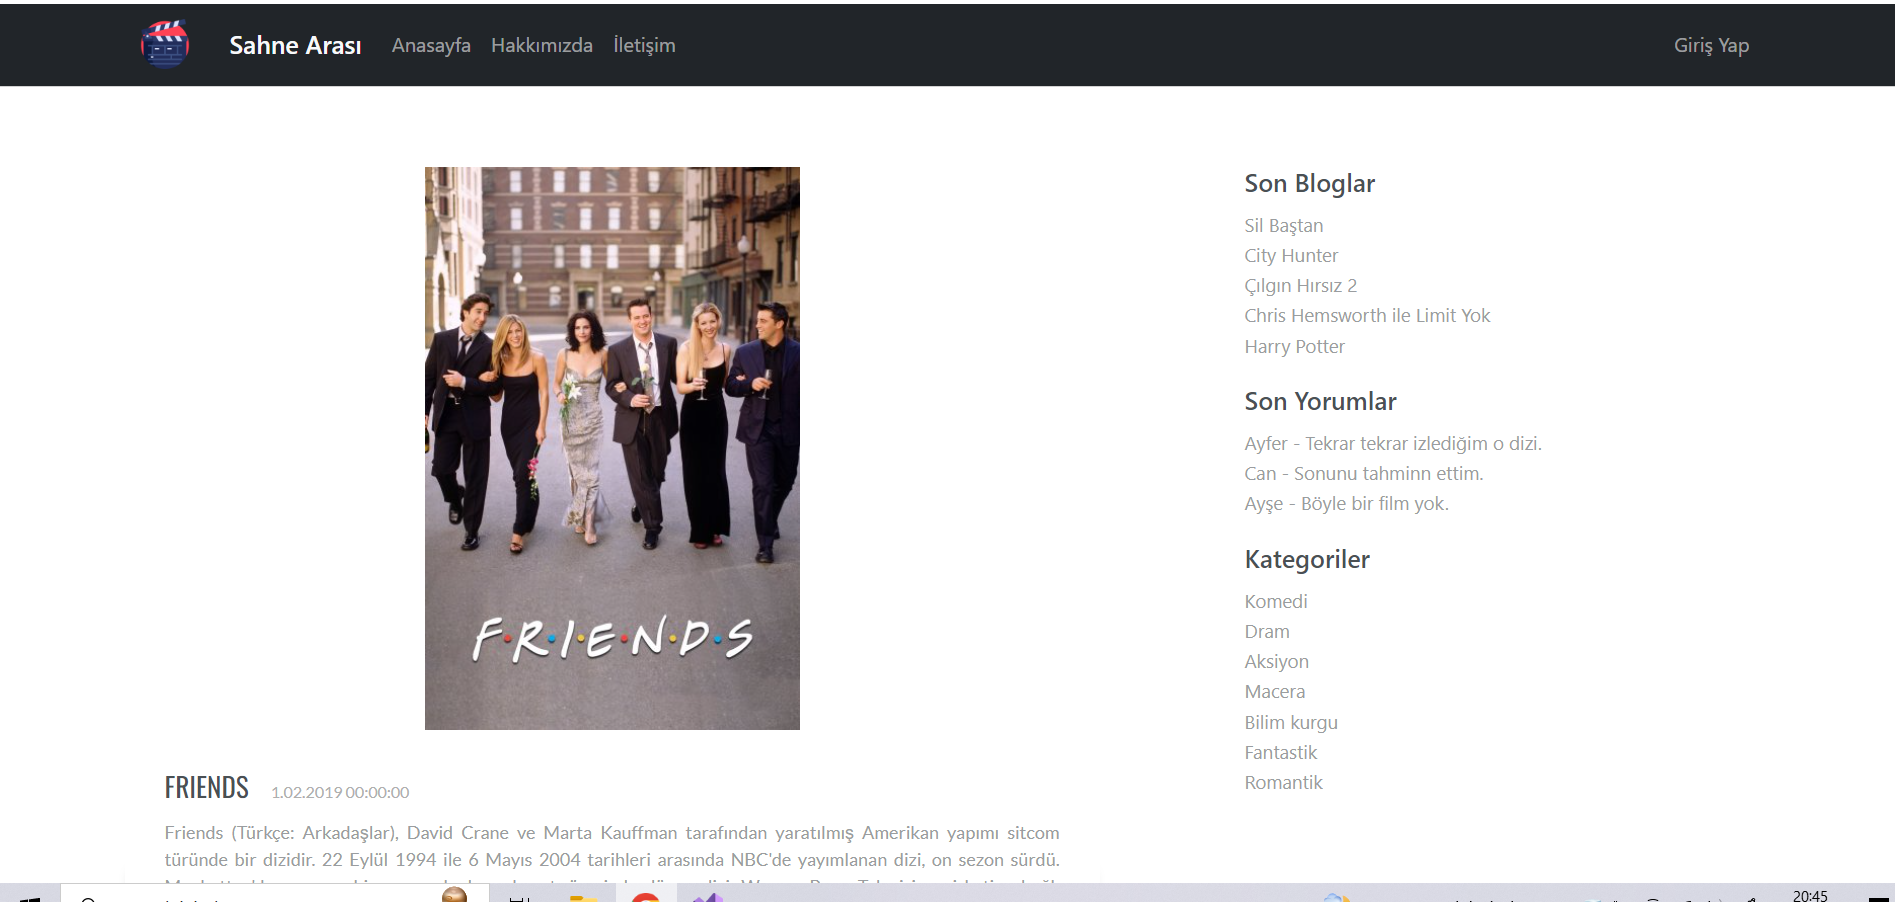 Sahne Arası Anasayfa Hakkımızda İletişim Giriş Yap
FRIENDS
FRIENDS 1.02.2019 00:00:00
Friends (Türkçe: Arkadaşlar), David Crane ve Marta Kauffman tarafından yaratılmış Amerikan yapımı sitcom
türünde bir dizidir. 22 Eylül 1994 ile 6 Mayıs 2004 tarihleri arasında NBC'de yayımlanan dizi, on sezon sürdü.
Son Bloglar
Sil Baştan
City Hunter
Çılgın Hırsız 2
Chris Hemsworth ile Limit Yok
Harry Potter
Son Yorumlar
Ayfer - Tekrar tekrar izlediğim o dizi.
Can - Sonunu tahminn ettim.
Ayşe - Böyle bir film yok.
Kategoriler
Komedi
Dram
Aksiyon
Macera
Bilim kurgu
Fantastik
Romantik
20:45